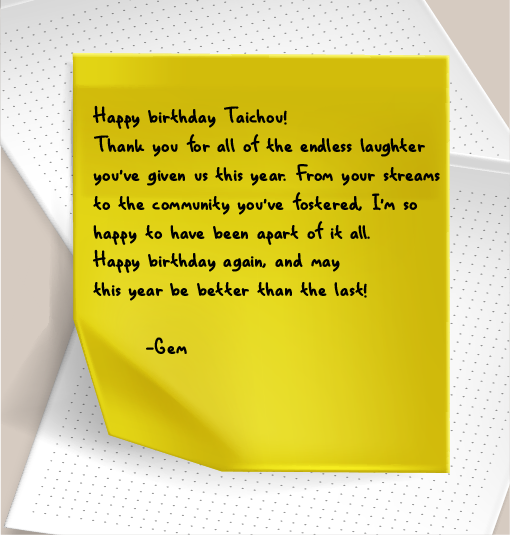 Happy birthday Taichou!
Thank you for all of the endless laughter
you've given us this year. From your streams
to the community you've fostered, I'm so
happy to have been apart of it all.
Happy birthday again, and may
this year be better than the last!
-Gem